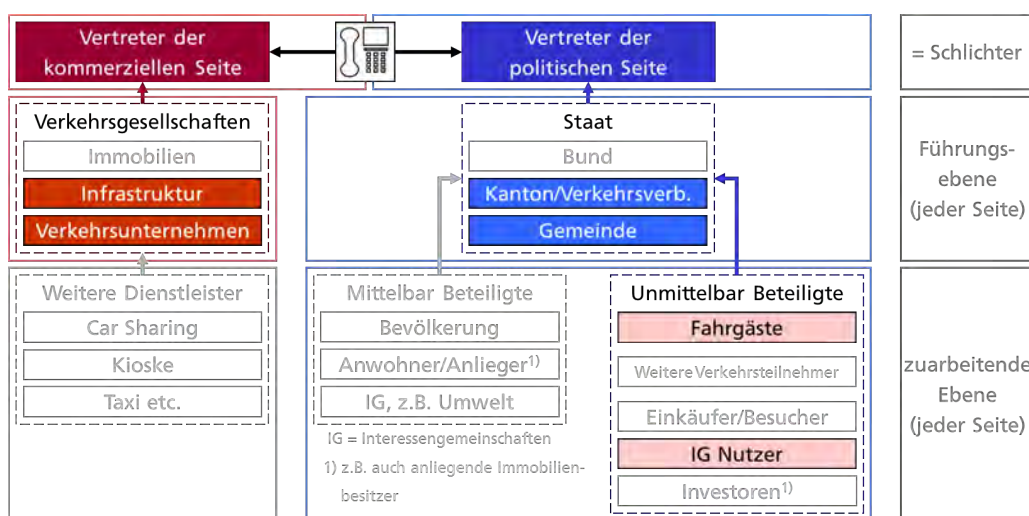 Vertreter der
kommerziellen Seite
Vertreter der
politischen Seite
= Schlichter
Verkehrsgesellschaften
Immobilien
Infrastruktur
Verkehrsunternehmen
Staat
Bund
Kanton/Verkehrsverb.
Gemeinde
Führungs-
ebene
(jeder Seite)
Weitere Dienstleister
Car Sharing
Kioske
Taxi etc.
Mittelbar Beteiligte
Bevölkerung
Anwohner/Anlieger¹⁾
IG, z.B. Umwelt
IG = Interessengemeinschaften
1) z.B. auch anliegende Immobilien-
besitzer
Unmittelbar Beteiligte
Fahrgäste
Weitere Verkehrsteilnehmer
Einkäufer/Besucher
IG Nutzer
Investoren¹⁾
zuarbeitende
Ebene
(jeder Seite)